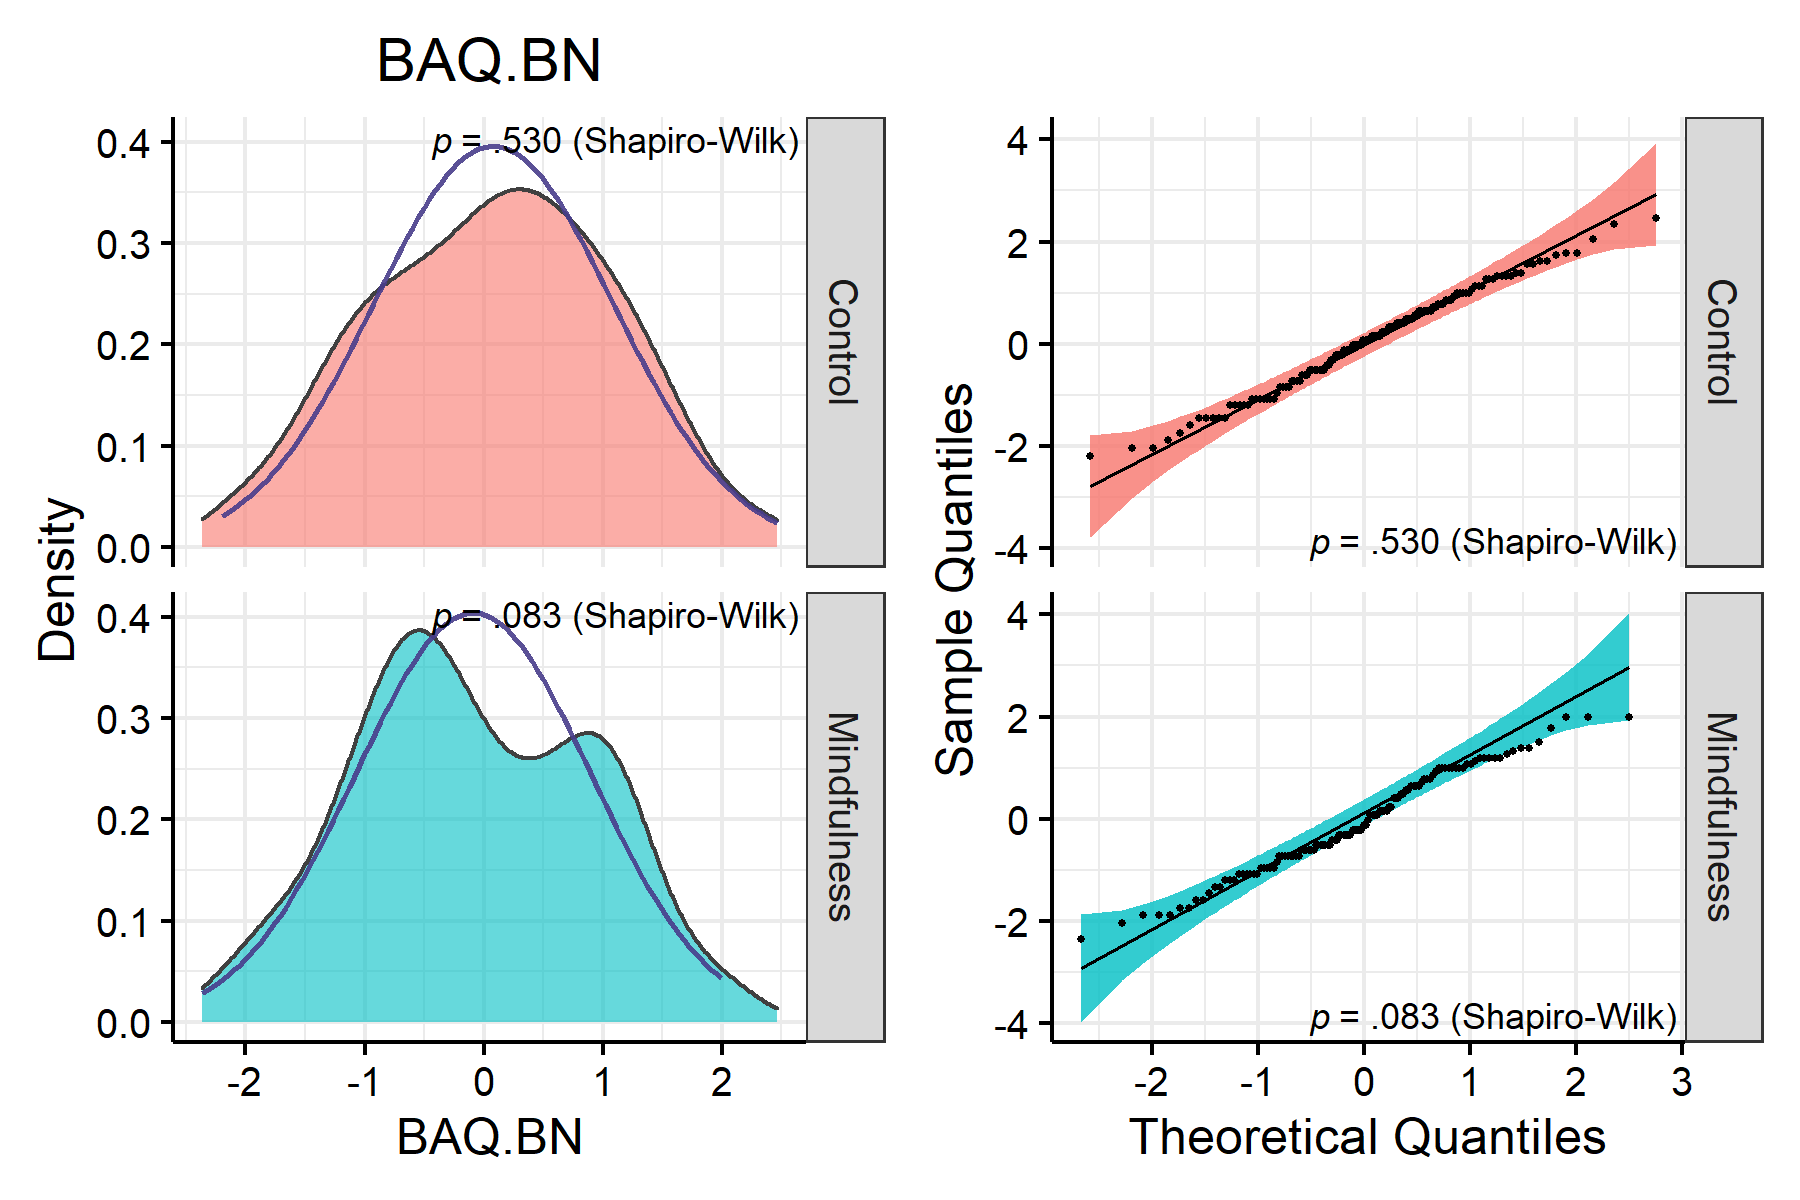 BAQ.BN
Density
0.4
0.3
0.2
0.1
0.0
p = .530 (Shapiro-Wilk)
Control
0.4
0.3
0.2
0.1
0.0
p = .083 (Shapiro-Wilk)
Mindfulness
-2 -1 0 1 2
BAQ.BN
Sample Quantiles
4
2
0
-2
-4
p = .530 (Shapiro-Wilk)
Control
4
2
0
-2
-4
p = .083 (Shapiro-Wilk)
Mindfulness
-2 -1 0 1 2 3
Theoretical Quantiles